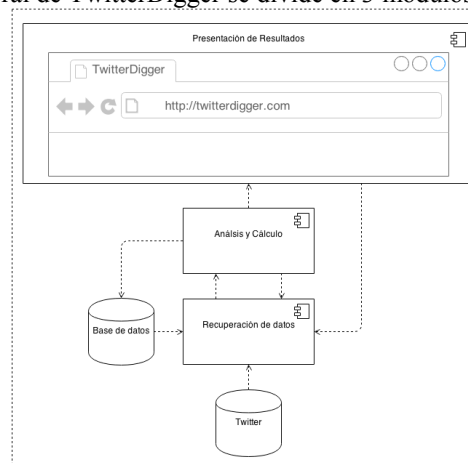 de TwitterDigger se divide en 3 módulos
Presentación de Resultados
TwitterDigger
http://twitterdigger.com
Análsis y Cálculo
Base de datos
Recuperación de datos
Twitter